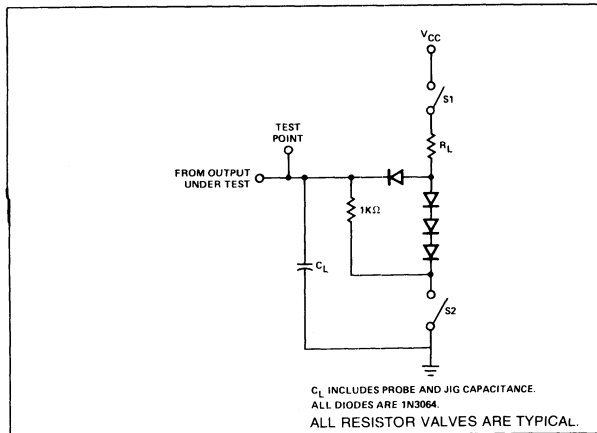 VCC
S1
TEST
POINT
RL
FROM OUTPUT
UNDER TEST
1KΩ
CL
S2
CL INCLUDES PROBE AND JIG CAPACITANCE.
ALL DIODES ARE 1N3064.
ALL RESISTOR VALVES ARE TYPICAL.